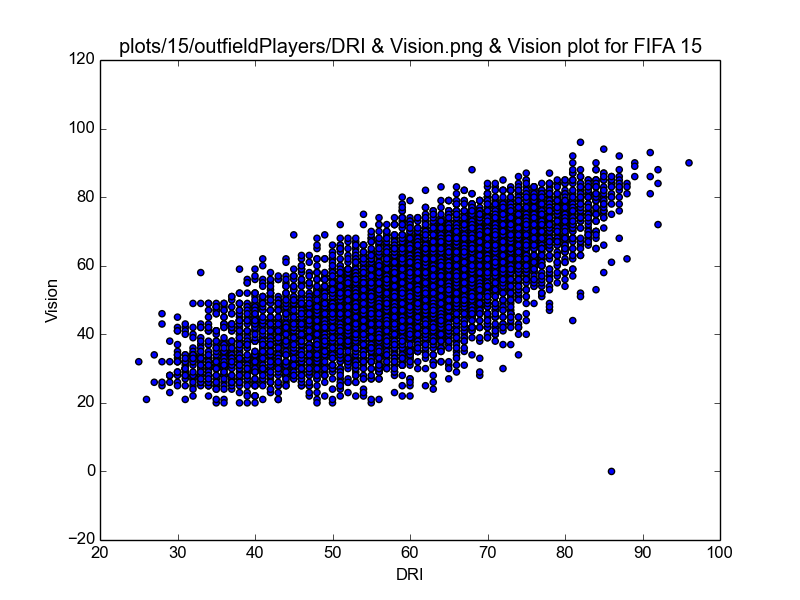 plots/15/outfieldPlayers/DRI & Vision.png & Vision plot for FIFA 15
120
100
80
60
40
20
0
−20
Vision
20 30 40 50 60 70 80 90 100
DRI